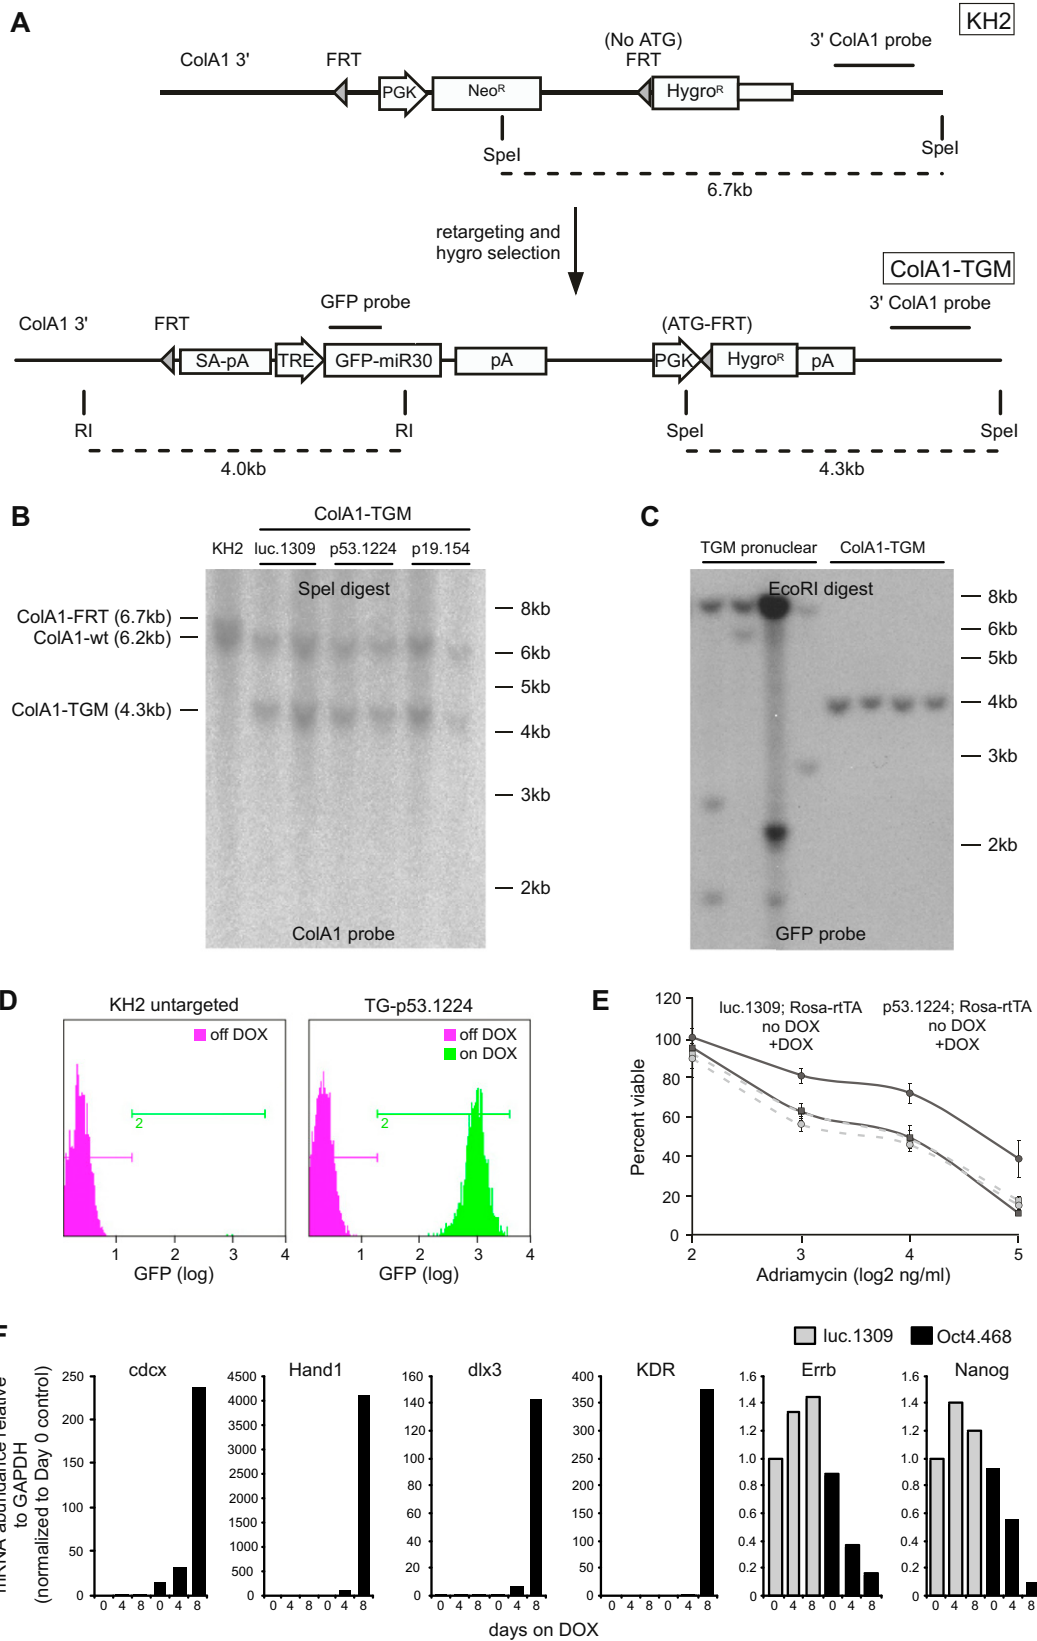 A
KH2
ColA1 3'
FRT
(No ATG)
FRT
3' ColA1 probe
PGK
NeoR
HygroR
SpeI
SpeI
6.7kb
retargeting and
hygro selection
ColA1-TGM
GFP probe
3' ColA1 probe
ColA1 3'
FRT
(ATG-FRT)
SA-pA
TRE
GFP-miR30
pA
PGK
HygroR
pA
RI
RI
SpeI
SpeI
4.0kb
4.3kb
B
ColA1-TGM
KH2
luc.1309
p53.1224
p19.154
SpeI digest
ColA1-FRT (6.7kb)
ColA1-wt (6.2kb)
ColA1-TGM (4.3kb)
8kb
6kb
5kb
4kb
3kb
2kb
ColA1 probe
C
TGM pronuclear
ColA1-TGM
EcoRI digest
8kb
6kb
5kb
4kb
3kb
2kb
GFP probe
D
KH2 untargeted
off DOX
2
1 2 3 4
GFP (log)
TG-p53.1224
off DOX
on DOX
2
1 2 3 4
GFP (log)
E
luc.1309; Rosa-rtTA
no DOX
+DOX
p53.1224; Rosa-rtTA
no DOX
+DOX
Percent viable
120
100
80
60
40
20
0
2 3 4 5
Adriamycin (log2 ng/ml)
F
luc.1309
Oct4.468
mRNA abundance relative
to GAPDH
(normalized to Day 0 control)
cdcx
250
200
150
100
50
0
0 4 8 0 4 8
Hand1
4500
4000
3500
3000
2500
2000
1500
1000
500
0
0 4 8 0 4 8
dlx3
160
140
120
100
80
60
40
20
0
0 4 8 0 4 8
KDR
400
350
300
250
200
150
100
50
0
0 4 8 0 4 8
Errb
1.6
1.4
1.2
1.0
0.8
0.6
0.4
0.2
0
0 4 8 0 4 8
Nanog
1.6
1.4
1.2
1.0
0.8
0.6
0.4
0.2
0
0 4 8 0 4 8
days on DOX